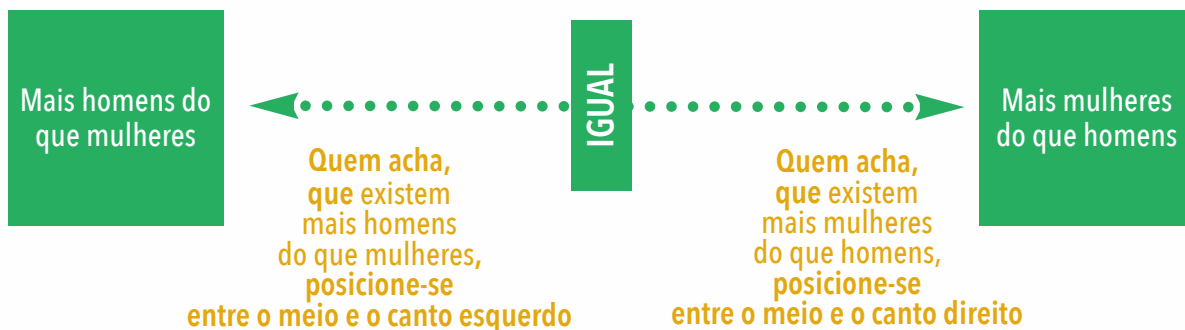 Mais homens do
que mulheres
IGUAL
Mais mulheres
do que homens
Quem acha,
que existem
mais homens
do que mulheres,
posicione-se
entre o meio e o canto esquerdo
Quem acha,
que existem
mais mulheres
do que homens,
posicione-se
entre o meio e o canto direito